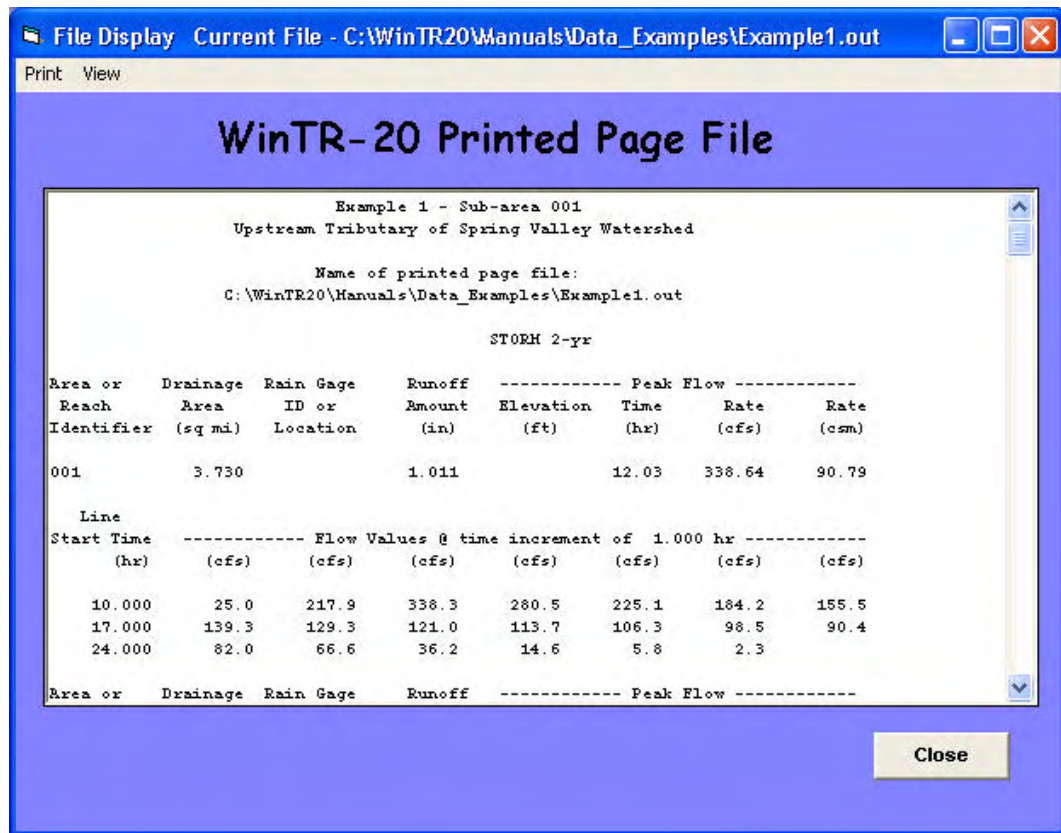 File Display Current File - C:\WinTR20\Manuals\Data_Examples\Example1.out
Print View
WinTR-20 Printed Page File
Example 1 - Sub-area 001
Upstream Tributary of Spring Valley Watershed
Name of printed page file:
C:\WinTR20\Manuals\Data_Examples\Example1.out
STORM 2-yr
Area or Drainage Rain Gage Runoff ------------ Peak Flow ------------
Reach Area ID or Amount Elevation Time Rate Rate
Identifier (sq mi) Location (in) (ft) (hr) (cfs) (csm)
001 3.730 1.011 12.03 338.64 90.79
Line
Start Time ------------ Flow Values @ time increment of 1.000 hr ------------
(hr) (cfs) (cfs) (cfs) (cfs) (cfs) (cfs) (cfs)
10.000 25.0 217.9 338.3 280.5 225.1 184.2 155.5
17.000 139.3 129.3 121.0 113.7 106.3 98.5 90.4
24.000 82.0 66.6 36.2 14.6 5.8 2.3
Area or Drainage Rain Gage Runoff ------------ Peak Flow ------------
Close